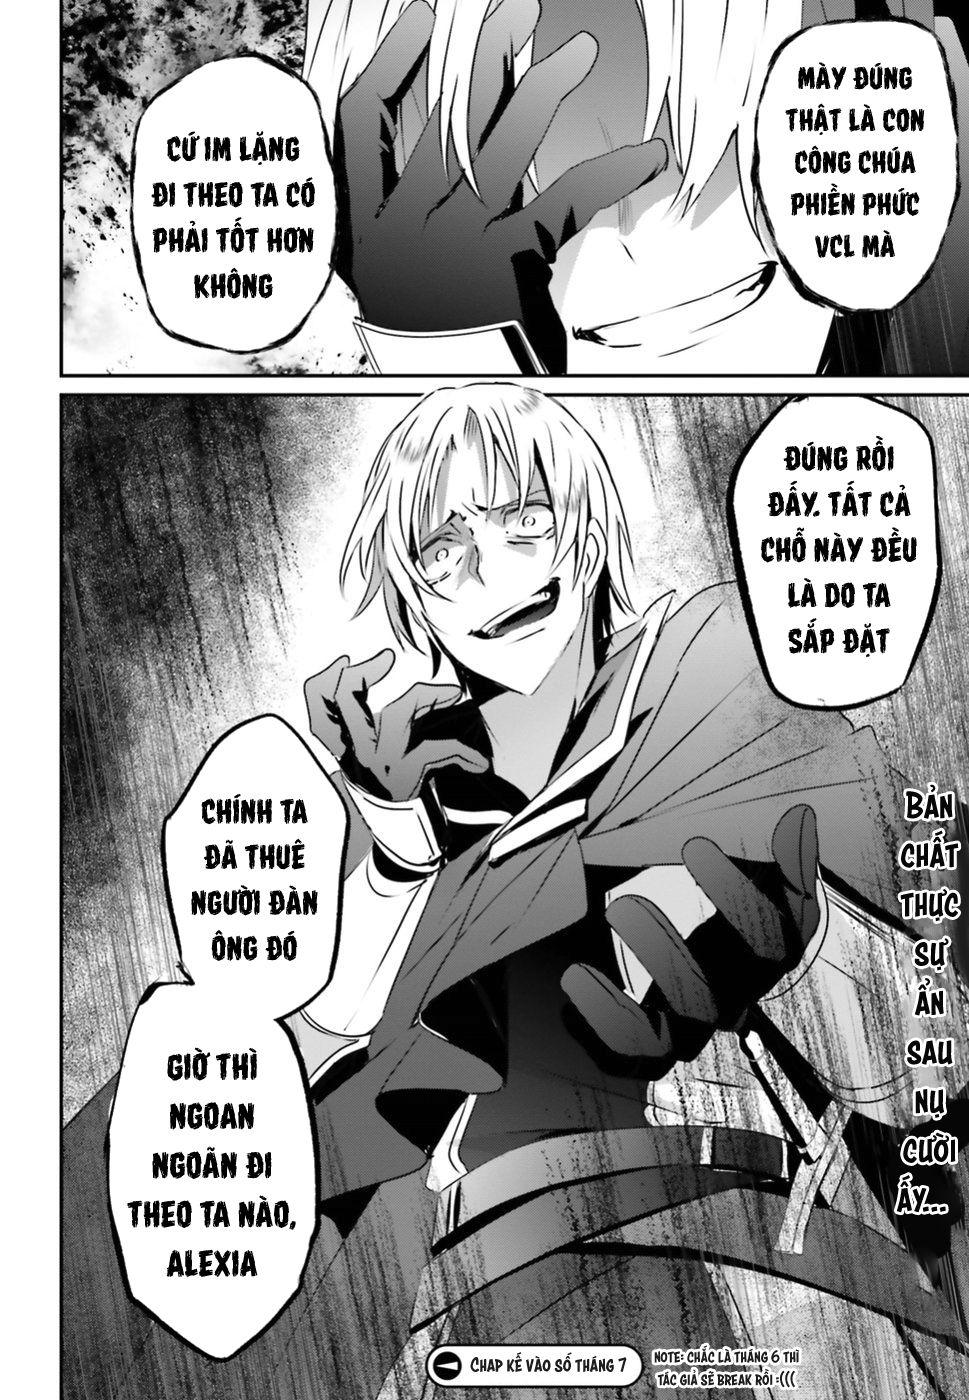 MÀY ĐÚNG
THẬT LÀ CON
CÔNG CHÚA
PHIỀN PHỨC
VCL MÀ
CỨ IM LẶNG
ĐI THEO TA CÓ
PHẢI TỐT HƠN
KHÔNG
ĐÚNG RỒI
ĐẤY. TẤT CẢ
CHỖ NÀY ĐỀU
LÀ DO TA
SẮP ĐẶT
CHÍNH TA
ĐÃ THUÊ
NGƯỜI ĐÀN
ÔNG ĐÓ
GIỜ THÌ
NGOAN
NGOÃN ĐI
THEO TA NÀO,
ALEXIA
BẢN
CHẤT
THỰC
SỰ
ẨN
SAU
NỤ
CƯỜI
ẤY...
CHAP KẾ VÀO SỐ THÁNG 7
NOTE: CHẮC LÀ THÁNG 6 THÌ
TÁC GIẢ SẼ BREAK RỒI :(((